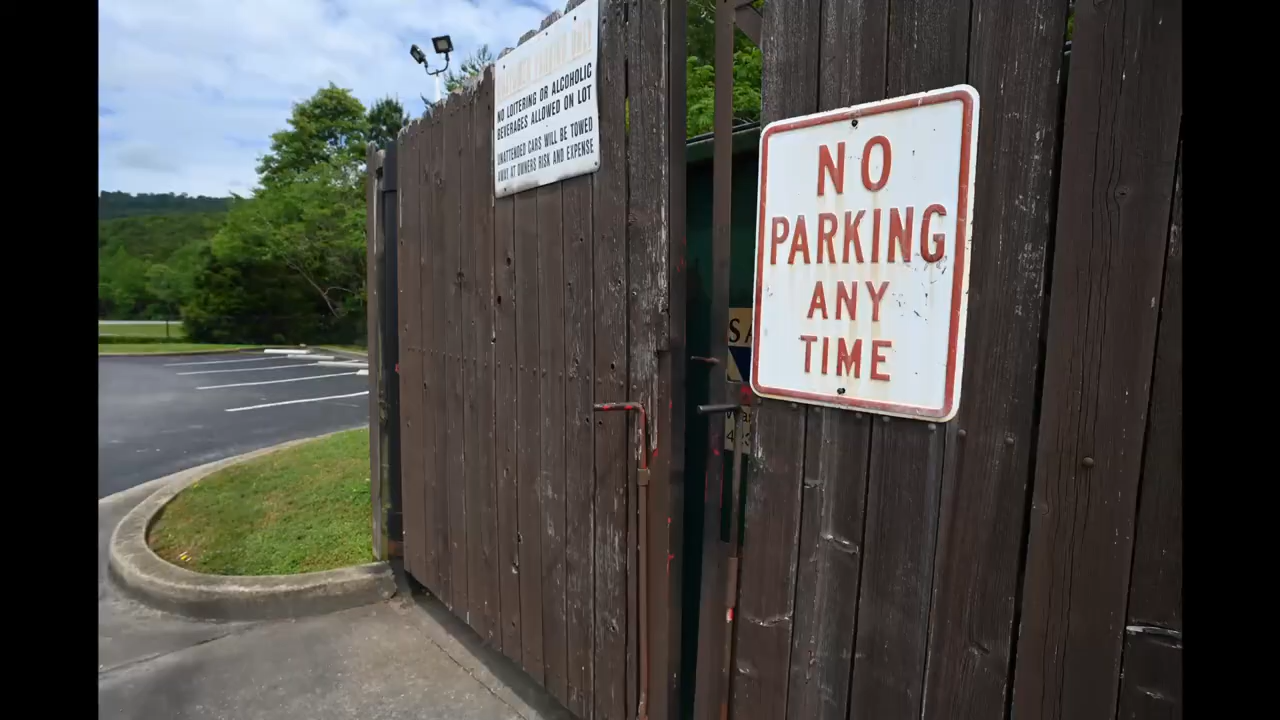 NO LOITERING OR ALCOHOLIC
BEVERAGES ALLOWED ON LOT
UNATTENDED CARS WILL BE TOWED
AWAY AT OWNERS RISK AND EXPENSE
NO
PARKING
ANY
TIME
SA